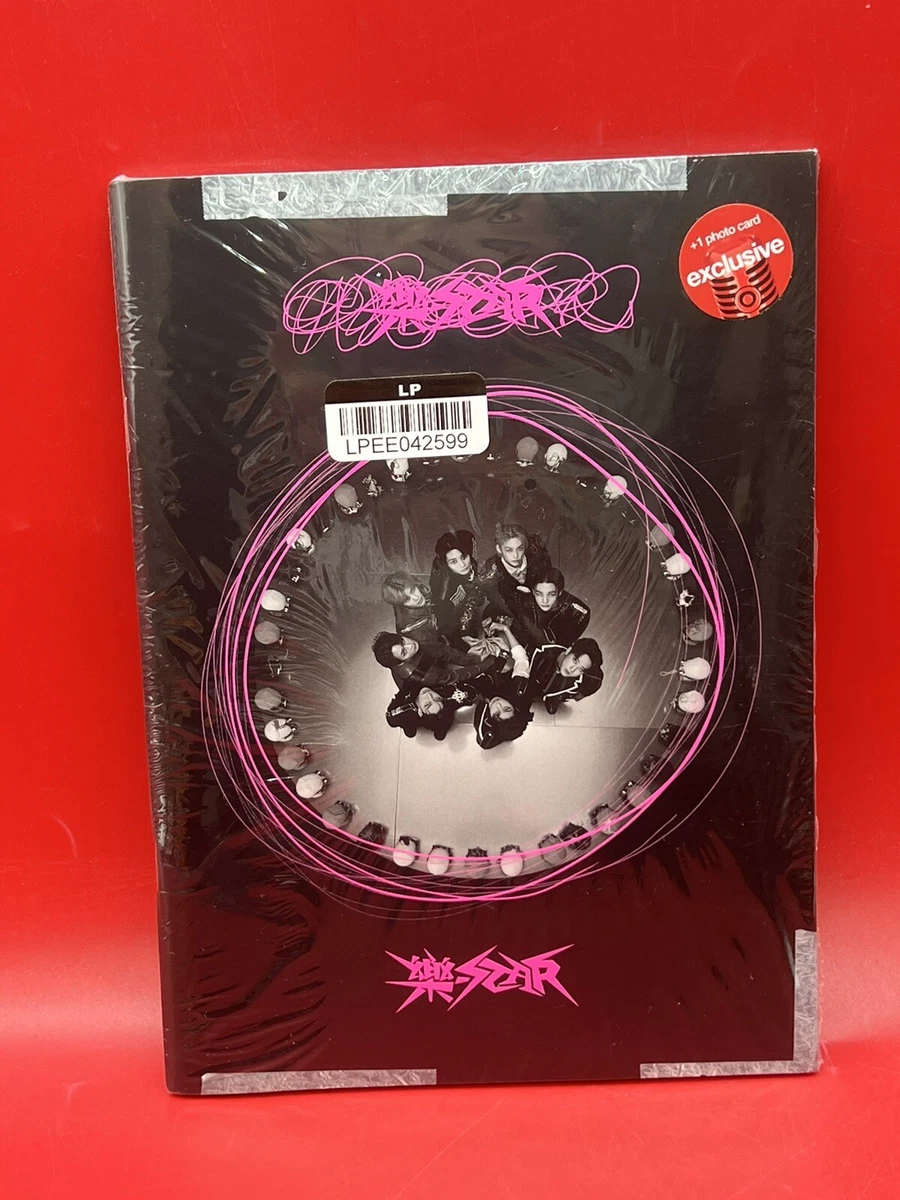 +1 photo card
exclusive
樂-STAR
LP
LPEE042599
樂-STAR